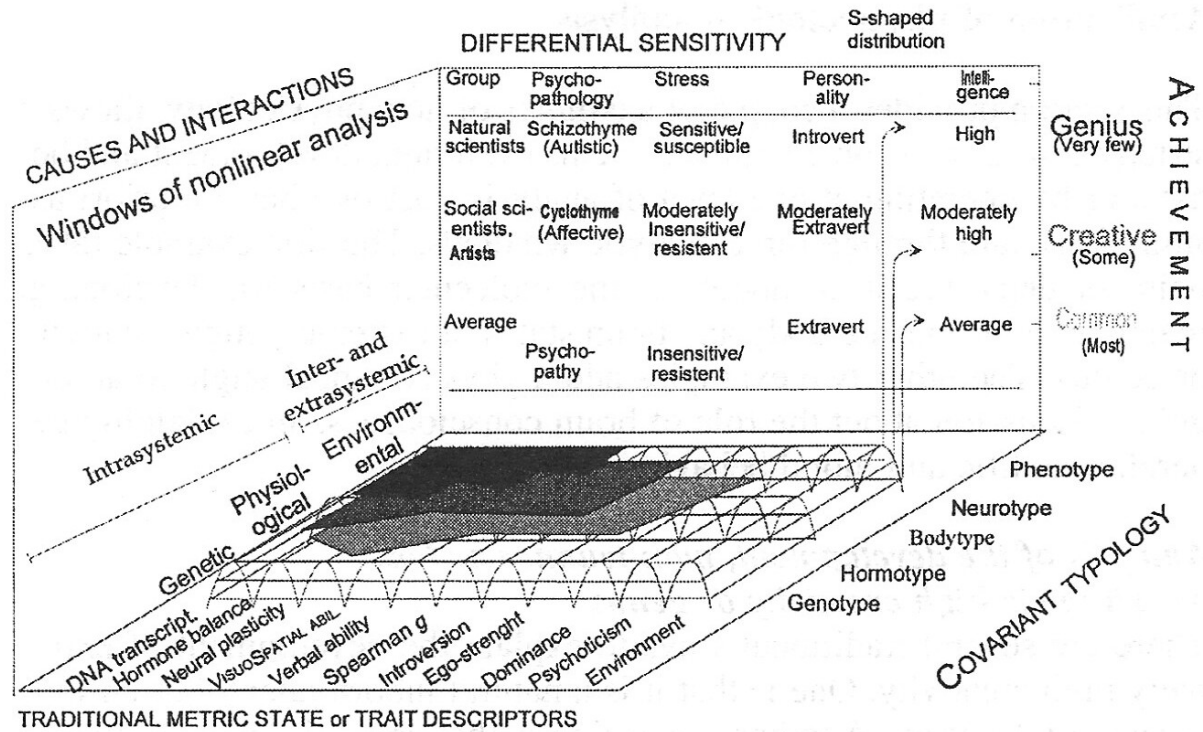 S-shaped
distribution
DIFFERENTIAL SENSITIVITY
CAUSES AND INTERACTIONS
Windows of nonlinear analysis
Group Psycho-
pathology Stress Person-
ality Intelli-
gence
Natural
scientists Schizothyme
(Autistic) Sensitive/
susceptible Introvert High
Genius
(Very few)
Social sci-
entists,
Artists Cyclothyme
(Affective) Moderately
Insensitive/
resistent Moderately
Extravert Moderately
high
Creative
(Some)
Average Extravert Average
Psycho-
pathy Insensitive/
resistent
Common
(Most)
ACHIEVEMENT
Intrasystemic
Inter- and
extrasystemic
Genetic
Physiol-
ogical
Environm-
ental
Phenotype
Neurotype
Bodytype
Hormotype
Genotype
COVARIANT TYPOLOGY
DNA transcript.
Hormone balance
Neural plasticity
VISUOSPATIAL ABIL
Verbal ability
Spearman g
Introversion
Ego-strenght
Dominance
Psychoticism
Environment
TRADITIONAL METRIC STATE or TRAIT DESCRIPTORS